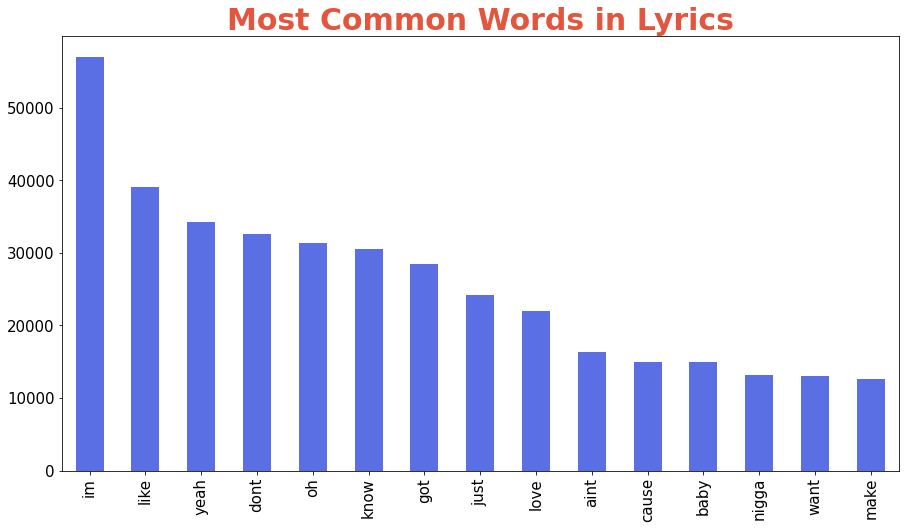 Most Common Words in Lyrics
50000
40000
30000
20000
10000
0
im
like
yeah
dont
oh
know
got
just
love
aint
cause
baby
nigga
want
make